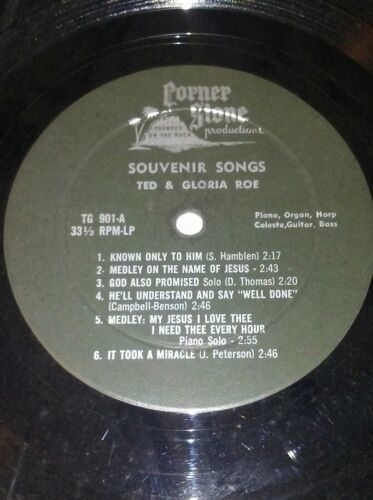 Corner
Stone
FOUNDED
ON THE ROCK
productions
SOUVENIR SONGS
TED & GLORIA ROE
TG 901-A
33⅓ RPM-LP
Piano, Organ, Harp
Celeste, Guitar, Bass
1. KNOWN ONLY TO HIM (S. Hamblen) 2:17
2. MEDLEY ON THE NAME OF JESUS - 2:43
3. GOD ALSO PROMISED Solo (D. Thomas) 2:20
4. HE'LL UNDERSTAND AND SAY "WELL DONE"
(Campbell-Benson) 2:46
5. MEDLEY: MY JESUS I LOVE THEE
I NEED THEE EVERY HOUR
Piano Solo - 2:55
6. IT TOOK A MIRACLE (J. Peterson) 2:46